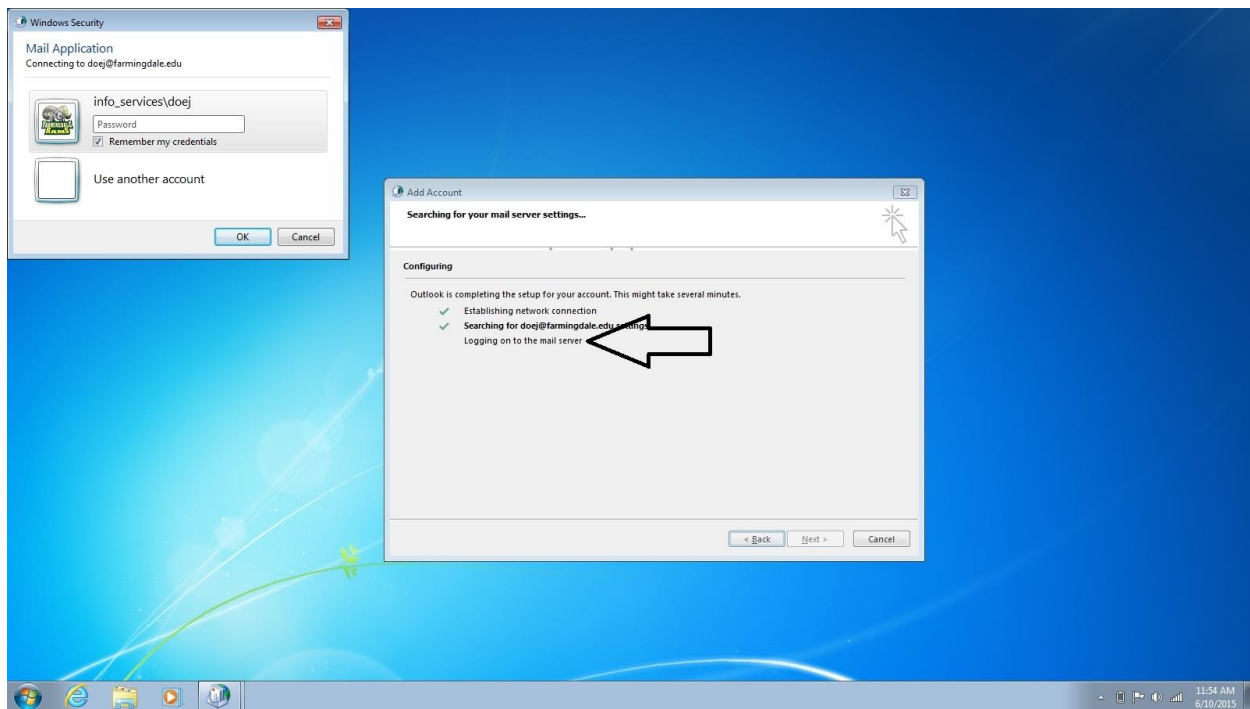 Windows Security
Mail Application
Connecting to doej@farmingdale.edu
info_services\doej
Password
Remember my credentials
Use another account
OK
Cancel
Add Account
Searching for your mail server settings...
Configuring
Outlook is completing the setup for your account. This might take several minutes.
Establishing network connection
Searching for doej@farmingdale.edu settings
Logging on to the mail server
< Back
Next >
Cancel
11:54 AM
6/10/2015